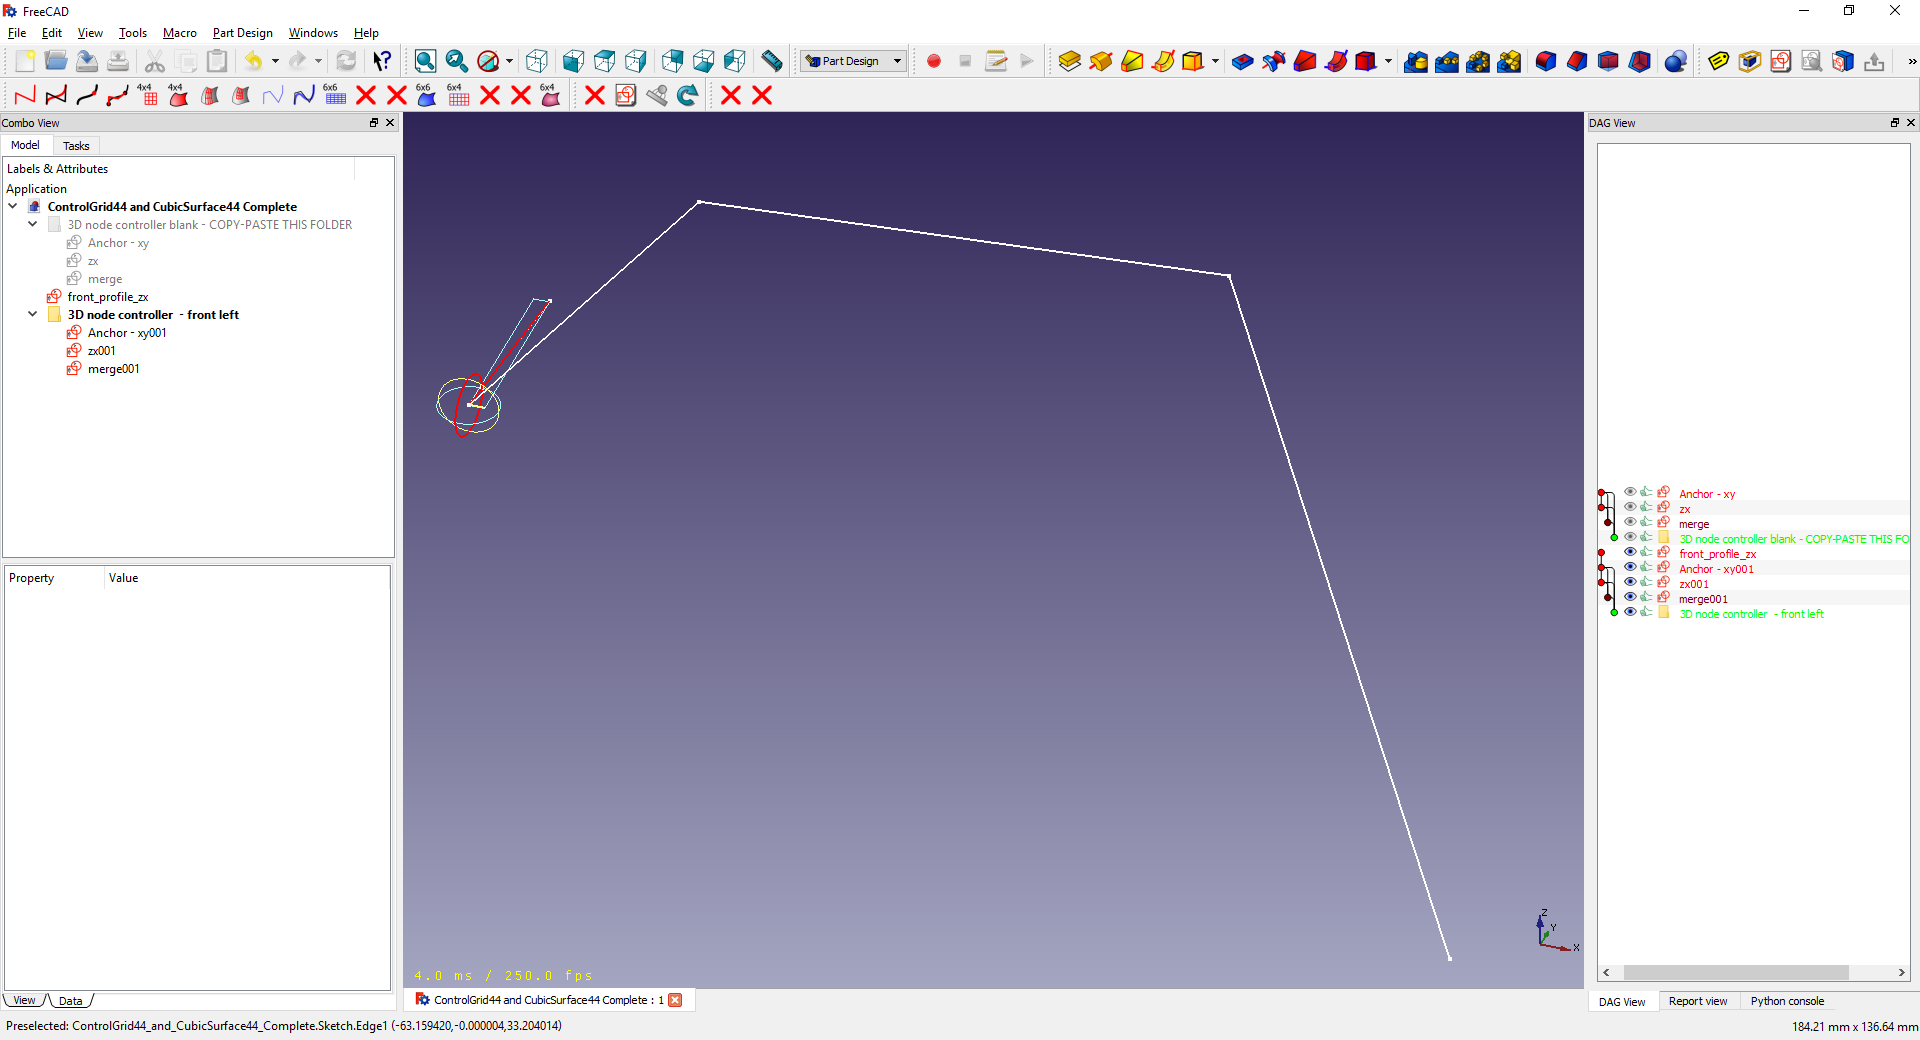 FreeCAD
File Edit View Tools Macro Part Design Windows Help
Part Design
4x4 4x4 6x6 6x6 6x4 6x4
Combo View
DAG View
Model Tasks
Labels & Attributes
Application
ControlGrid44 and CubicSurface44 Complete
3D node controller blank - COPY-PASTE THIS FOLDER
Anchor - xy
zx
merge
front_profile_zx
3D node controller  - front left
Anchor - xy001
zx001
merge001
Property Value
View Data
Z
Y
X
4.0 ms / 250.0 fps
ControlGrid44 and CubicSurface44 Complete : 1
Anchor - xy
zx
merge
3D node controller blank - COPY-PASTE THIS FO
front_profile_zx
Anchor - xy001
zx001
merge001
3D node controller  - front left
DAG View Report view Python console
Preselected: ControlGrid44_and_CubicSurface44_Complete.Sketch.Edge1 (-63.159420,-0.000004,33.204014)
184.21 mm x 136.64 mm